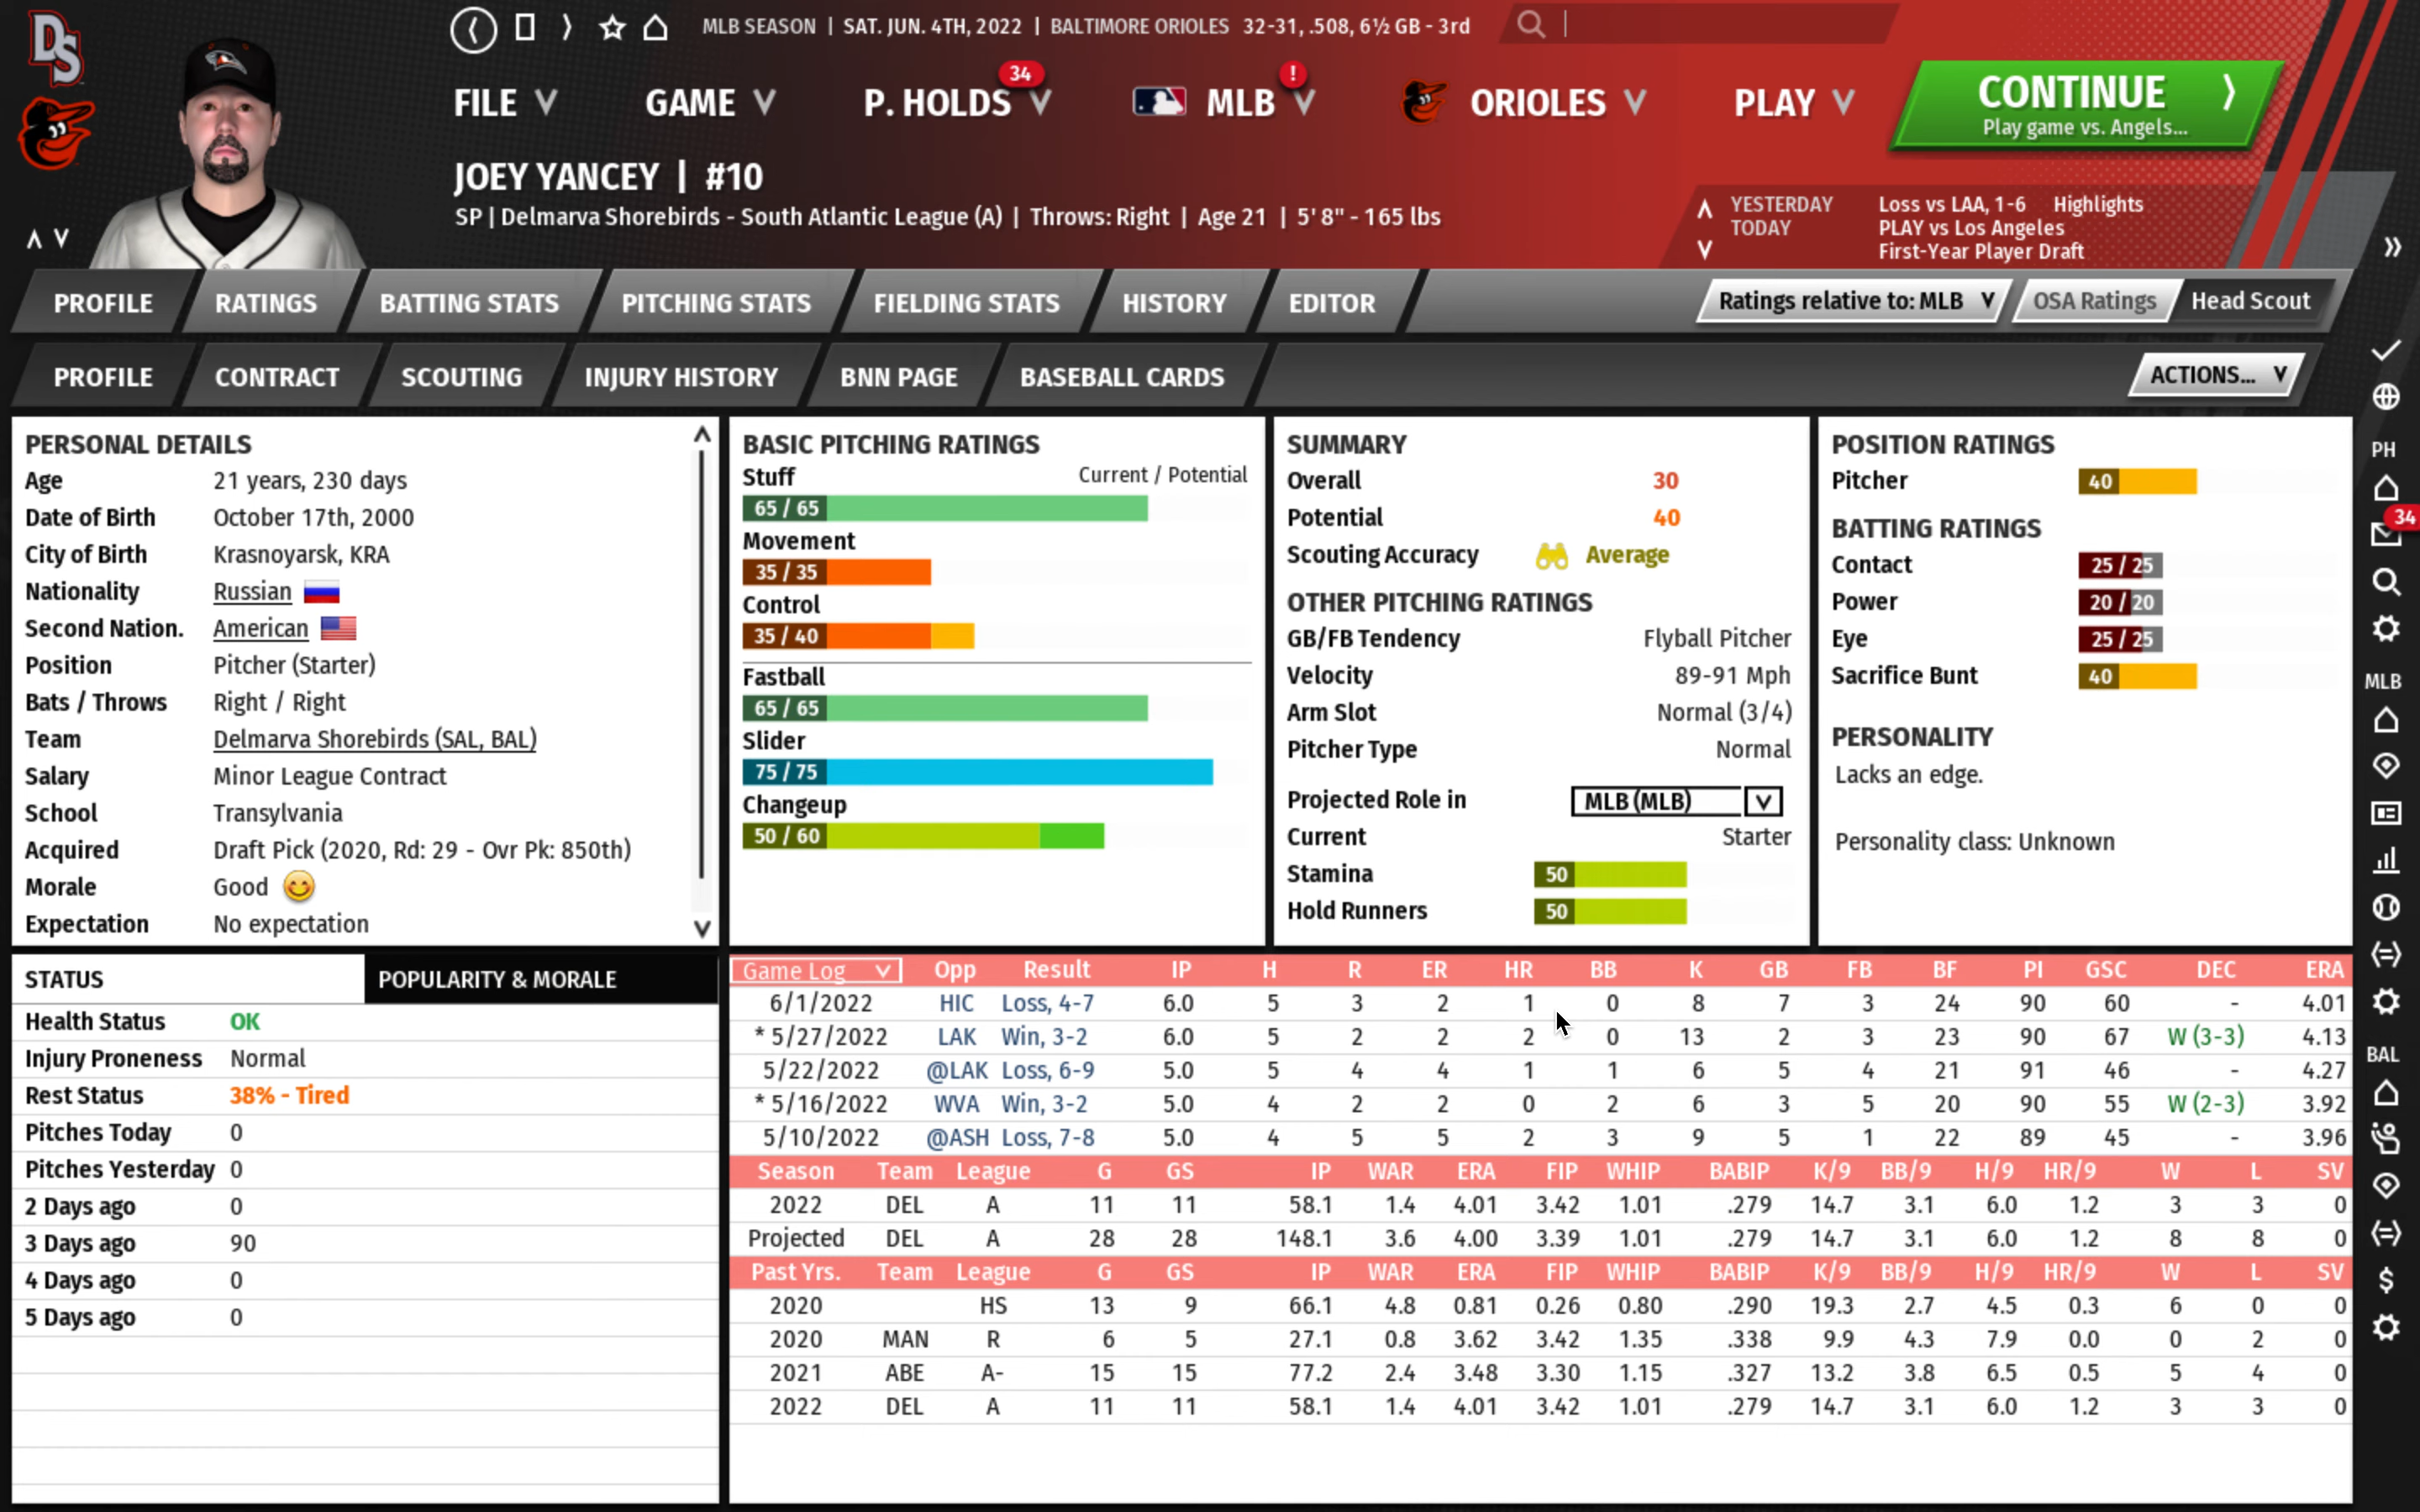 MLB SEASON | SAT. JUN. 4TH, 2022 | BALTIMORE ORIOLES 32-31, .508, 6½ GB - 3rd
DS
FILE GAME P. HOLDS 34 MLB ! ORIOLES PLAY
CONTINUE
Play game vs. Angels...
JOEY YANCEY | #10
SP | Delmarva Shorebirds - South Atlantic League (A) | Throws: Right | Age 21 | 5' 8" - 165 lbs
YESTERDAY Loss vs LAA, 1-6 Highlights
TODAY PLAY vs Los Angeles
First-Year Player Draft
PROFILE RATINGS BATTING STATS PITCHING STATS FIELDING STATS HISTORY EDITOR Ratings relative to: MLB OSA Ratings Head Scout
PROFILE CONTRACT SCOUTING INJURY HISTORY BNN PAGE BASEBALL CARDS ACTIONS...
PERSONAL DETAILS
Age 21 years, 230 days
Date of Birth October 17th, 2000
City of Birth Krasnoyarsk, KRA
Nationality Russian
Second Nation. American
Position Pitcher (Starter)
Bats / Throws Right / Right
Team Delmarva Shorebirds (SAL, BAL)
Salary Minor League Contract
School Transylvania
Acquired Draft Pick (2020, Rd: 29 - Ovr Pk: 850th)
Morale Good
Expectation No expectation
BASIC PITCHING RATINGS
Stuff Current / Potential
65 / 65
Movement
35 / 35
Control
35 / 40
Fastball
65 / 65
Slider
75 / 75
Changeup
50 / 60
SUMMARY
Overall 30
Potential 40
Scouting Accuracy Average
OTHER PITCHING RATINGS
GB/FB Tendency Flyball Pitcher
Velocity 89-91 Mph
Arm Slot Normal (3/4)
Pitcher Type Normal
Projected Role in MLB (MLB)
Current Starter
Stamina 50
Hold Runners 50
POSITION RATINGS
Pitcher 40
BATTING RATINGS
Contact 25 / 25
Power 20 / 20
Eye 25 / 25
Sacrifice Bunt 40
PERSONALITY
Lacks an edge.
Personality class: Unknown
PH
34
MLB
BAL
$
STATUS POPULARITY & MORALE
Health Status OK
Injury Proneness Normal
Rest Status 38% - Tired
Pitches Today 0
Pitches Yesterday 0
2 Days ago 0
3 Days ago 90
4 Days ago 0
5 Days ago 0
Game Log Opp Result IP H R ER HR BB K GB FB BF PI GSC DEC ERA
6/1/2022 HIC Loss, 4-7 6.0 5 3 2 1 0 8 7 3 24 90 60 - 4.01
* 5/27/2022 LAK Win, 3-2 6.0 5 2 2 2 0 13 2 3 23 90 67 W (3-3) 4.13
5/22/2022 @LAK Loss, 6-9 5.0 5 4 4 1 1 6 5 4 21 91 46 - 4.27
* 5/16/2022 WVA Win, 3-2 5.0 4 2 2 0 2 6 3 5 20 90 55 W (2-3) 3.92
5/10/2022 @ASH Loss, 7-8 5.0 4 5 5 2 3 9 5 1 22 89 45 - 3.96
Season Team League G GS IP WAR ERA FIP WHIP BABIP K/9 BB/9 H/9 HR/9 W L SV
2022 DEL A 11 11 58.1 1.4 4.01 3.42 1.01 .279 14.7 3.1 6.0 1.2 3 3 0
Projected DEL A 28 28 148.1 3.6 4.00 3.39 1.01 .279 14.7 3.1 6.0 1.2 8 8 0
Past Yrs. Team League G GS IP WAR ERA FIP WHIP BABIP K/9 BB/9 H/9 HR/9 W L SV
2020 HS 13 9 66.1 4.8 0.81 0.26 0.80 .290 19.3 2.7 4.5 0.3 6 0 0
2020 MAN R 6 5 27.1 0.8 3.62 3.42 1.35 .338 9.9 4.3 7.9 0.0 0 2 0
2021 ABE A- 15 15 77.2 2.4 3.48 3.30 1.15 .327 13.2 3.8 6.5 0.5 5 4 0
2022 DEL A 11 11 58.1 1.4 4.01 3.42 1.01 .279 14.7 3.1 6.0 1.2 3 3 0